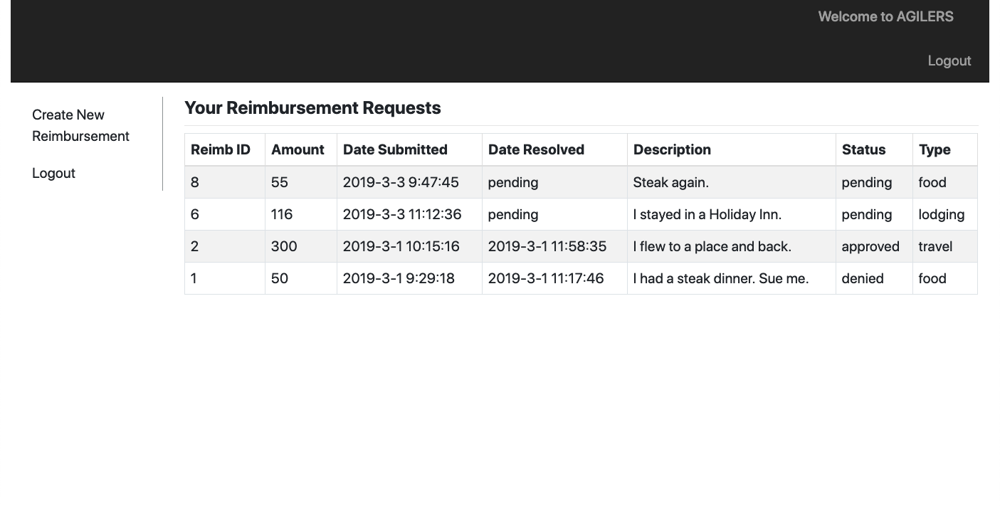 Welcome to AGILERS
Logout
Create New
Reimbursement
Logout
Your Reimbursement Requests
Reimb ID Amount Date Submitted Date Resolved Description Status Type
8 55 2019-3-3 9:47:45 pending Steak again. pending food
6 116 2019-3-3 11:12:36 pending I stayed in a Holiday Inn. pending lodging
2 300 2019-3-1 10:15:16 2019-3-1 11:58:35 I flew to a place and back. approved travel
1 50 2019-3-1 9:29:18 2019-3-1 11:17:46 I had a steak dinner. Sue me. denied food